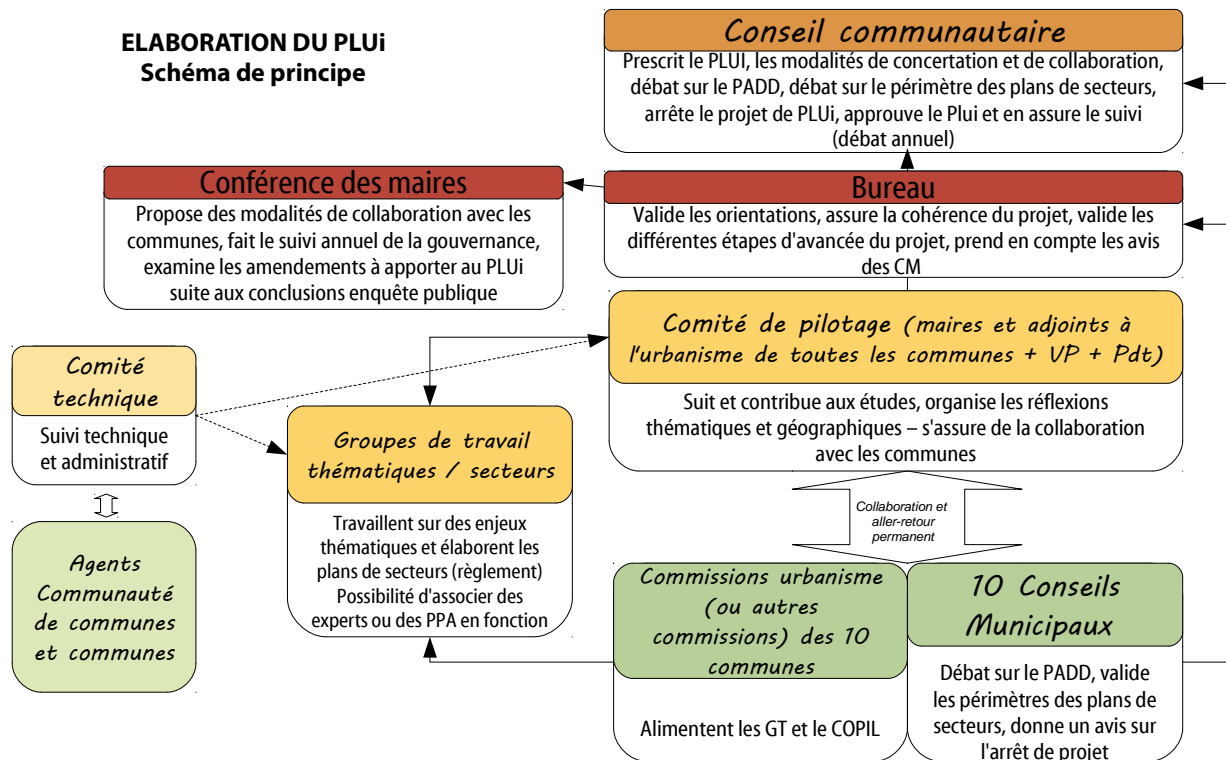 ELABORATION DU PLUi
Schéma de principe
Conseil communautaire
Prescrit le PLUI, les modalités de concertation et de collaboration,
débat sur le PADD, débat sur le périmètre des plans de secteurs,
arrête le projet de PLUi, approuve le Plui et en assure le suivi
(débat annuel)
Conférence des maires
Propose des modalités de collaboration avec les
communes, fait le suivi annuel de la gouvernance,
examine les amendements à apporter au PLUi
suite aux conclusions enquête publique
Bureau
Valide les orientations, assure la cohérence du projet, valide les
différentes étapes d'avancée du projet, prend en compte les avis
des CM
Comité de pilotage (maires et adjoints à
l'urbanisme de toutes les communes + VP + Pdt)
Suit et contribue aux études, organise les réflexions
thématiques et géographiques – s'assure de la collaboration
avec les communes
Comité
technique
Suivi technique
et administratif
Groupes de travail
thématiques / secteurs
Travaillent sur des enjeux
thématiques et élaborent les
plans de secteurs (règlement)
Possibilité d'associer des
experts ou des PPA en fonction
Agents
Communauté
de communes
et communes
Collaboration et
aller-retour
permanent
Commissions urbanisme
(ou autres
commissions) des 10
communes
Alimentent les GT et le COPIL
10 Conseils
Municipaux
Débat sur le PADD, valide
les périmètres des plans de
secteurs, donne un avis sur
l'arrêt de projet